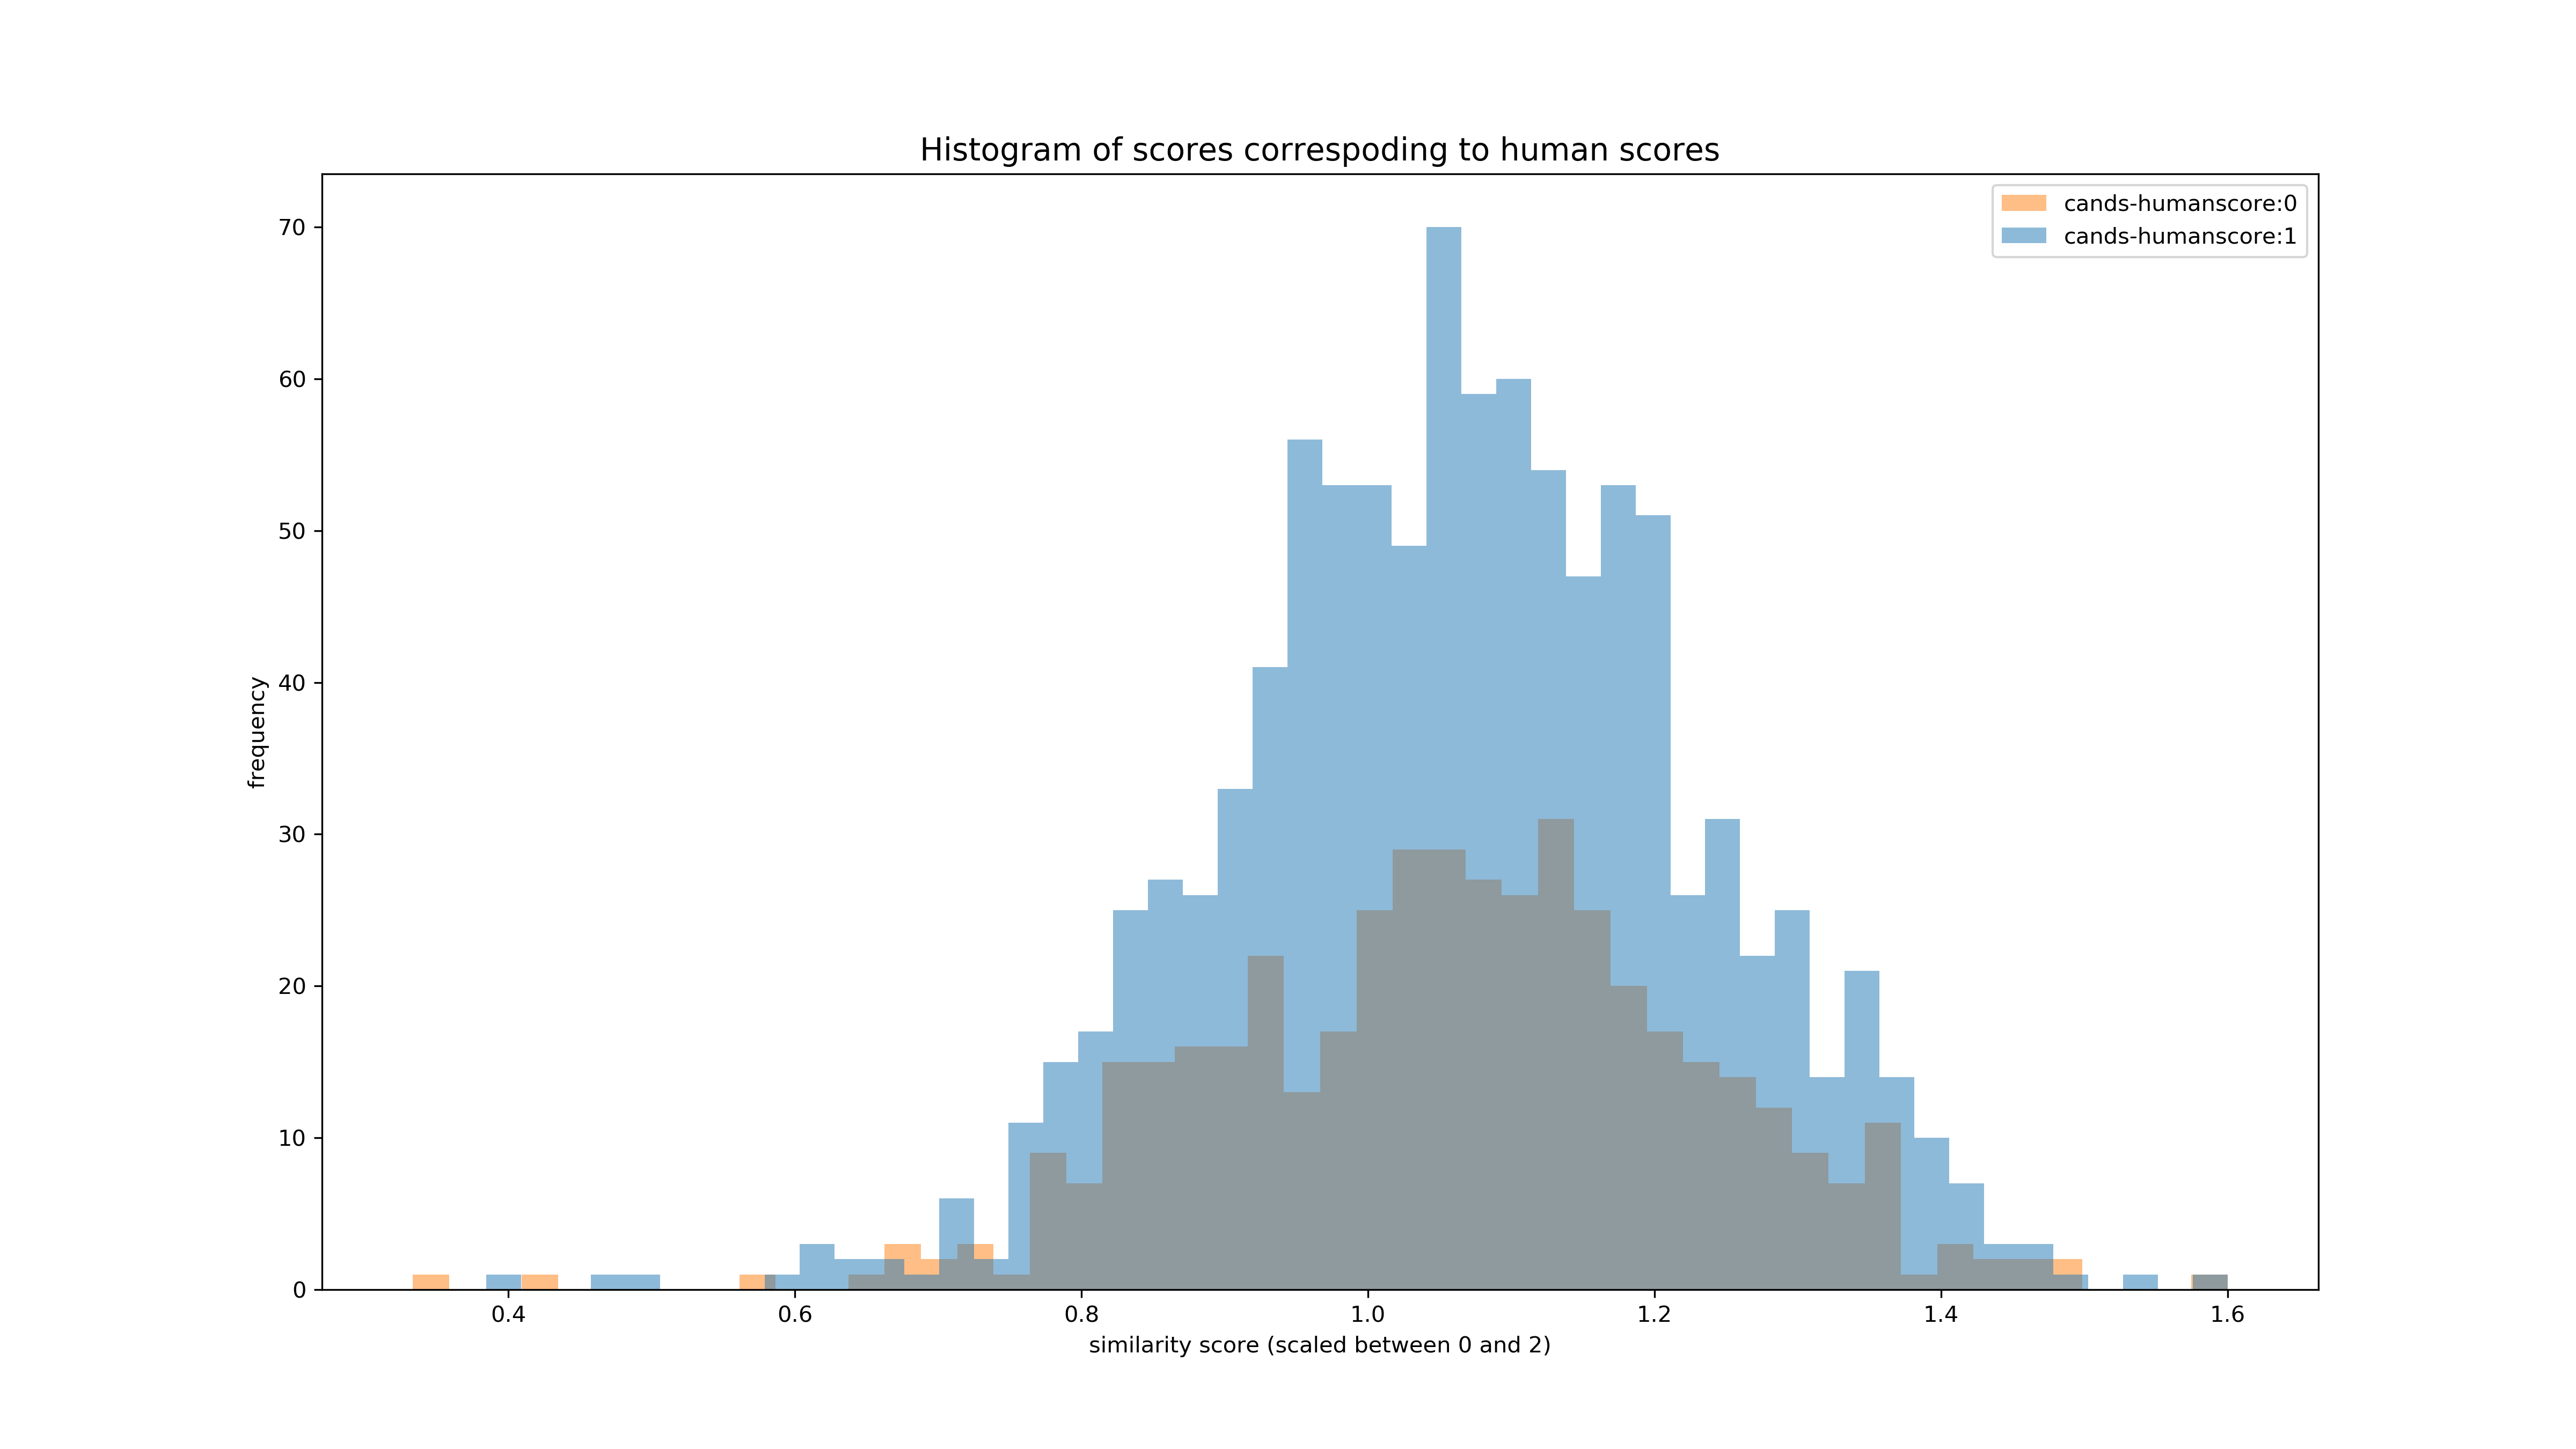 Histogram of scores correspoding to human scores
cands-humanscore:0
cands-humanscore:1
70
60
50
40
30
20
10
0
frequency
0.4 0.6 0.8 1.0 1.2 1.4 1.6
similarity score (scaled between 0 and 2)